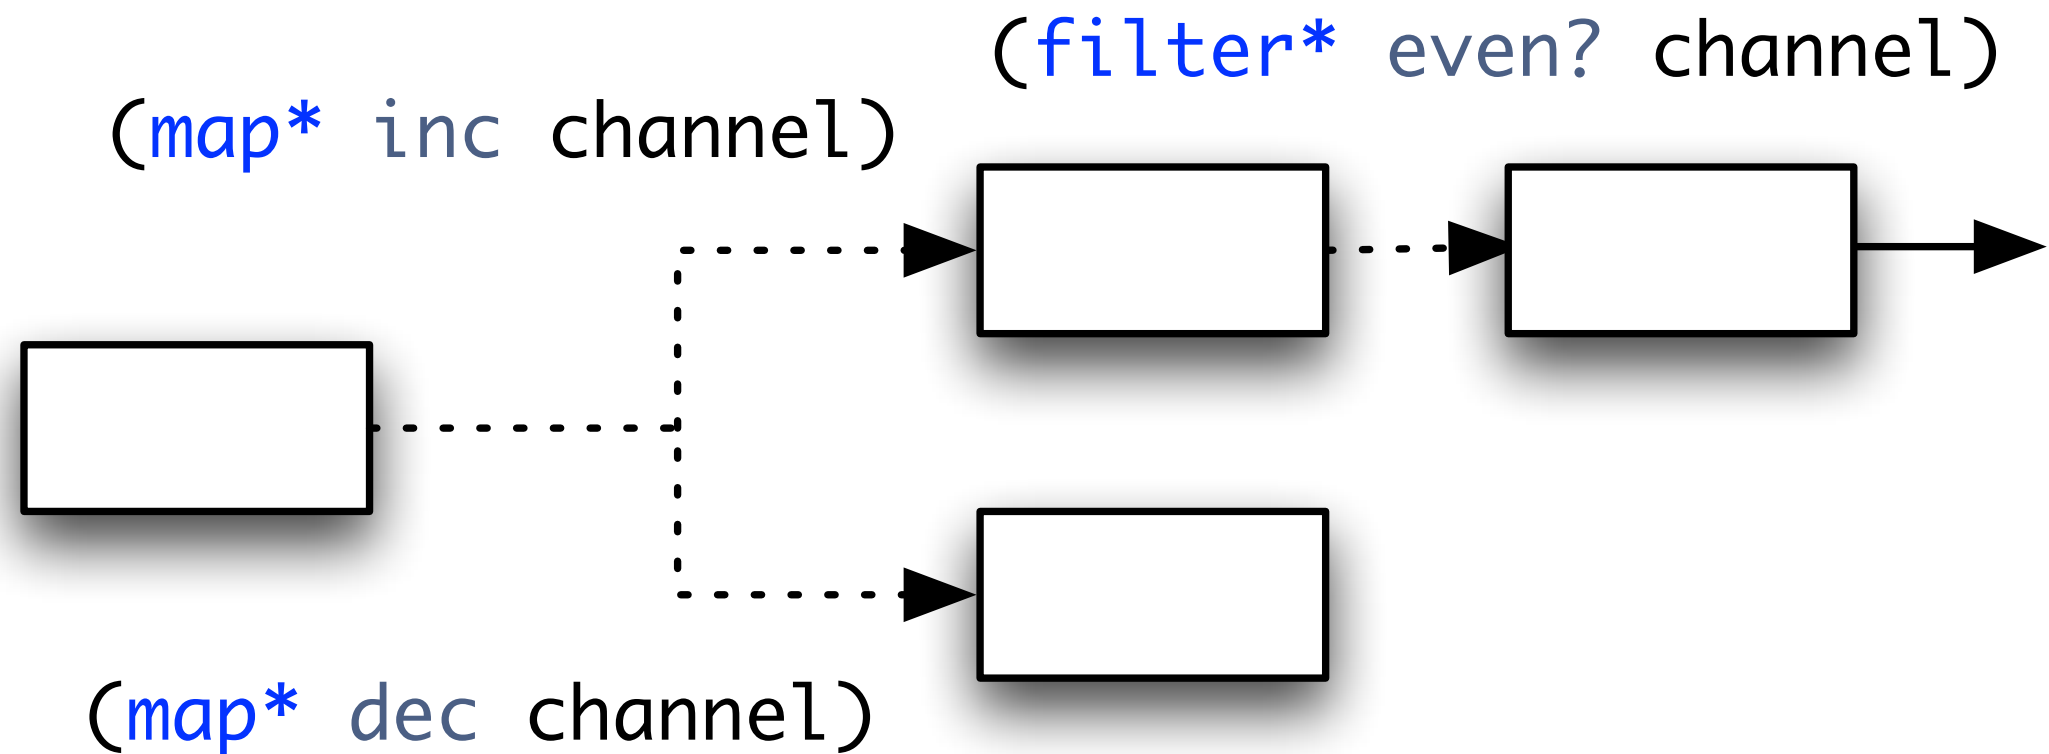 (filter* even? channel)
(map* inc channel)
(map* dec channel)